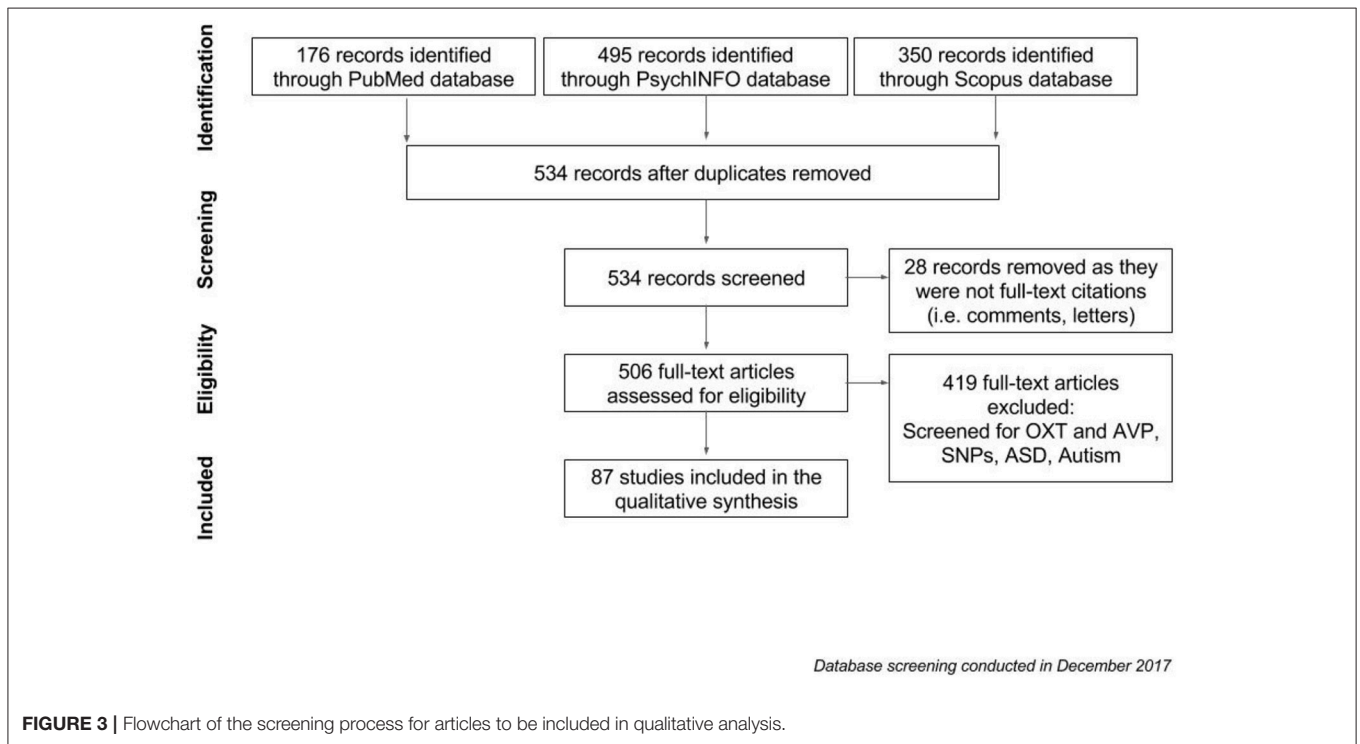 Identification
176 records identified
through PubMed database
495 records identified
through PsychINFO database
350 records identified
through Scopus database
534 records after duplicates removed
Screening
534 records screened
28 records removed as they
were not full-text citations
(i.e. comments, letters)
Eligibility
506 full-text articles
assessed for eligibility
419 full-text articles
excluded:
Screened for OXT and AVP,
SNPs, ASD, Autism
Included
87 studies included in the
qualitative synthesis
Database screening conducted in December 2017
FIGURE 3 | Flowchart of the screening process for articles to be included in qualitative analysis.